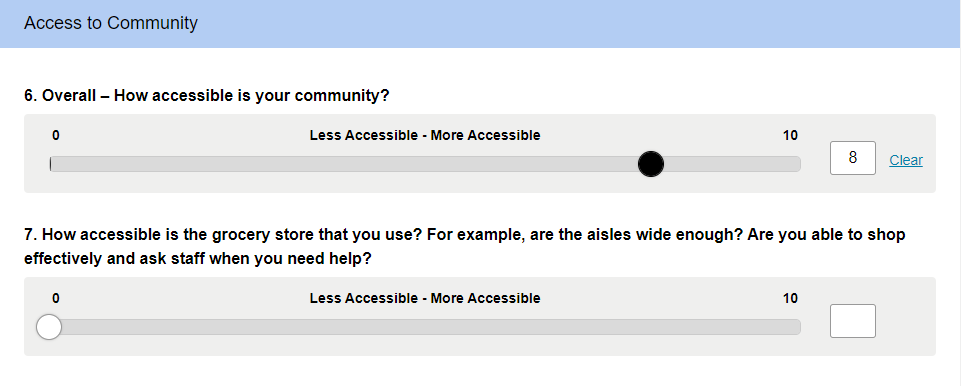 Access to Community
6. Overall – How accessible is your community?
0 Less Accessible - More Accessible 10
8 Clear
7. How accessible is the grocery store that you use? For example, are the aisles wide enough? Are you able to shop
effectively and ask staff when you need help?
0 Less Accessible - More Accessible 10